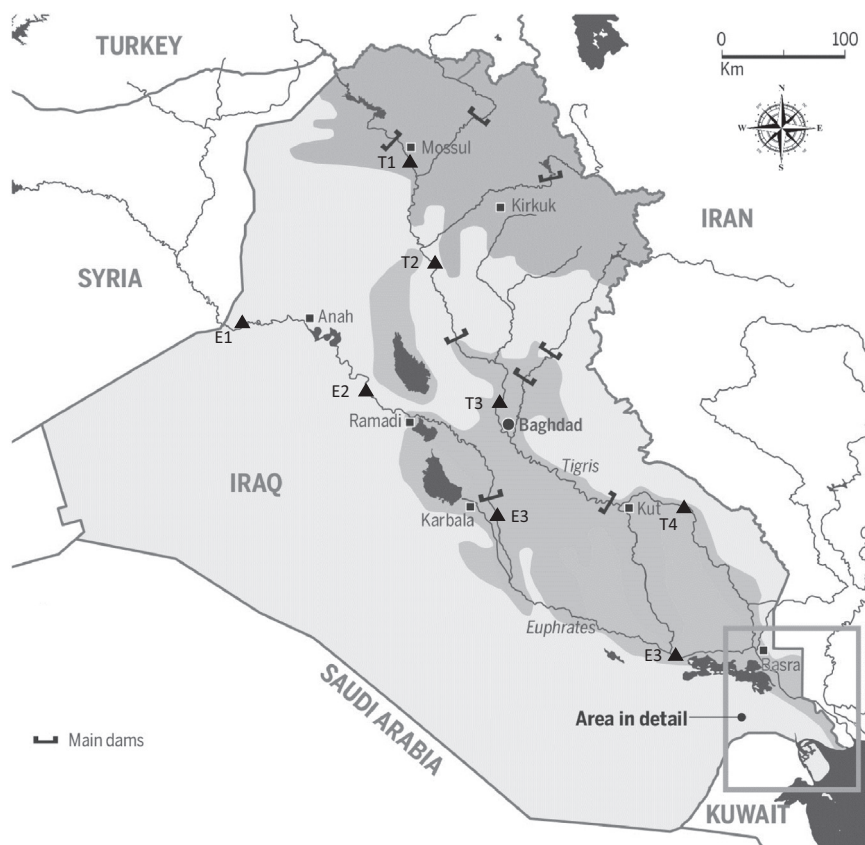 TURKEY
0 100
Km
N
W E
S
Mossul
T1
Kirkuk
IRAN
T2
SYRIA
Anah
E1
E2
T3
Ramadi
Baghdad
Tigris
IRAQ
Karbala
E3
Kut
T4
Euphrates
E3
Basra
SAUDI ARABIA
Area in detail
Main dams
KUWAIT